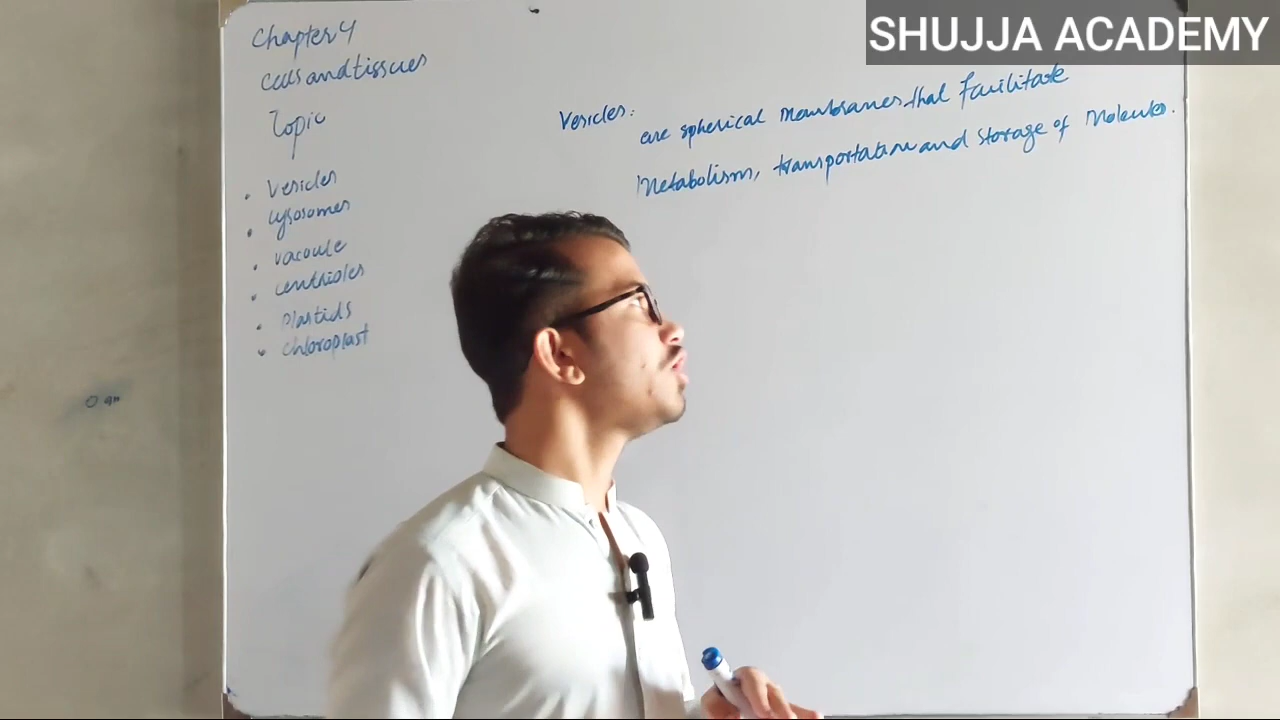 SHUJJA ACADEMY
Chapter 4
cells and tissues
Topic
• Vesicles
• Lysosomes
• vacoule
• centrioles
• Plastids
• chloroplast
Vesicles:
are spherical membranes that facilitate
Metabolism, transportation and storage of Molecules.